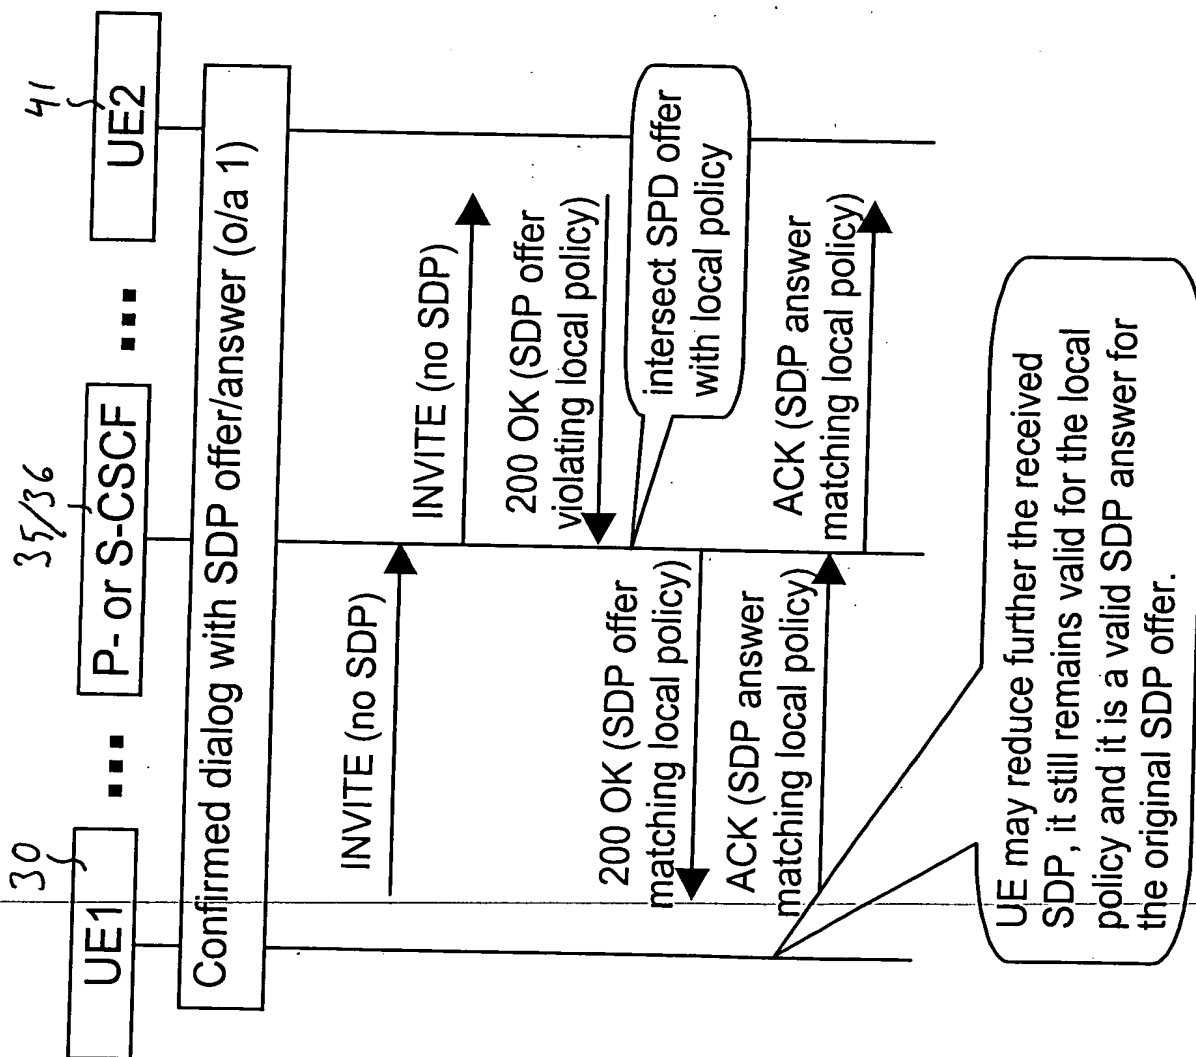 30
35/36
41
UE1
...
P- or S-CSCF
...
UE2
Confirmed dialog with SDP offer/answer (o/a 1)
INVITE (no SDP)
INVITE (no SDP)
200 OK (SDP offer
violating local policy)
intersect SPD offer
with local policy
200 OK (SDP offer
matching local policy)
ACK (SDP answer
matching local policy)
ACK (SDP answer
matching local policy)
UE may reduce further the received
SDP, it still remains valid for the local
policy and it is a valid SDP answer for
the original SDP offer.